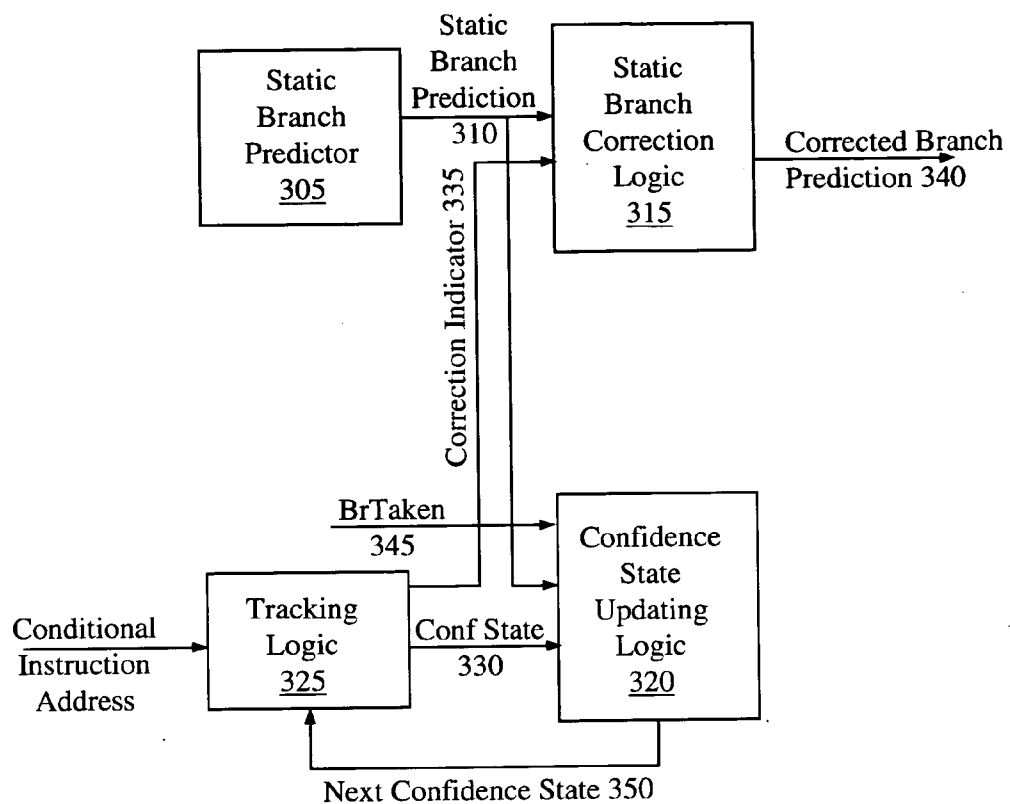 Static
Branch
Predictor
305
Static
Branch
Prediction
310
Static
Branch
Correction
Logic
315
Corrected Branch
Prediction 340
Correction Indicator 335
BrTaken
345
Confidence
State
Updating
Logic
320
Conditional
Instruction
Address
Tracking
Logic
325
Conf State
330
Next Confidence State 350